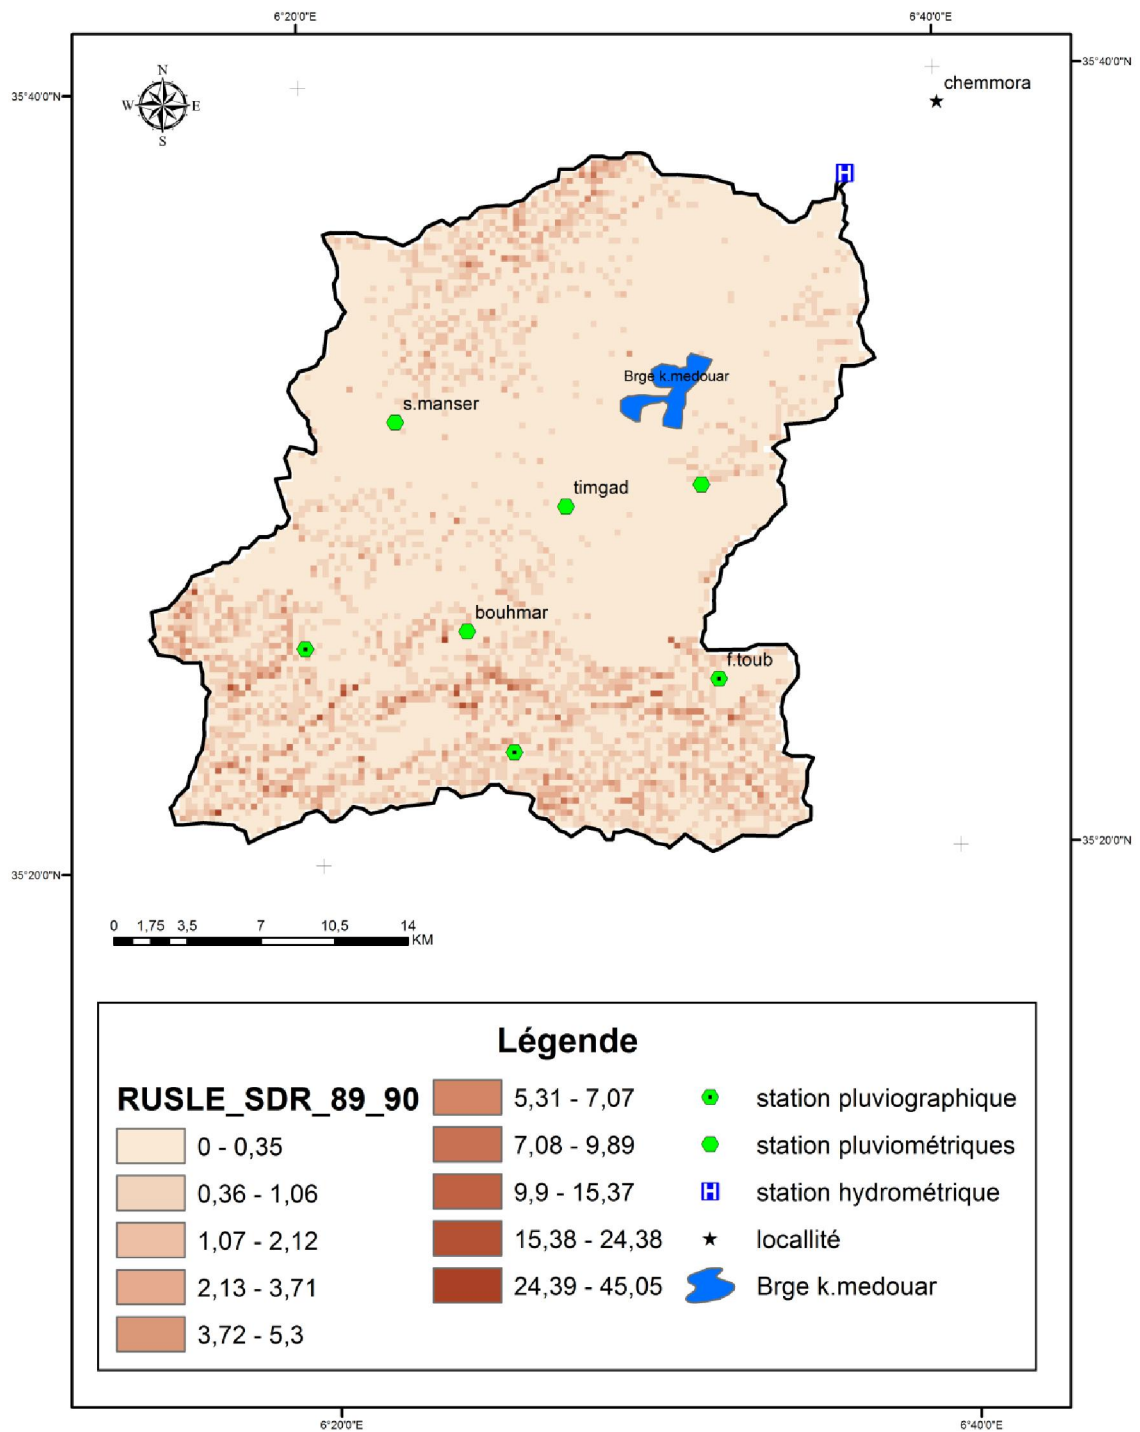 6°20'0"E
6°40'0"E
35°40'0"N
35°40'0"N
N
W
E
S
chemmora
H
Brge k.medouar
s.manser
timgad
bouhmar
f.toub
35°20'0"N
35°20'0"N
0 1,75 3,5 7 10,5 14
KM
Légende
RUSLE_SDR_89_90
0 - 0,35
0,36 - 1,06
1,07 - 2,12
2,13 - 3,71
3,72 - 5,3
5,31 - 7,07
7,08 - 9,89
9,9 - 15,37
15,38 - 24,38
24,39 - 45,05
station pluviographique
station pluviométriques
H station hydrométrique
locallité
Brge k.medouar
6°20'0"E
6°40'0"E